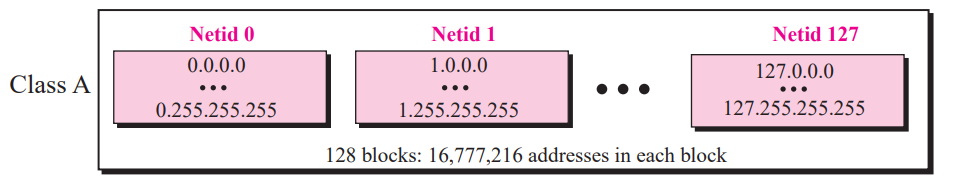 Netid 0 Netid 1 Netid 127
Class A
0.0.0.0 1.0.0.0 127.0.0.0
••• ••• ••• •••
0.255.255.255 1.255.255.255 127.255.255.255
128 blocks: 16,777,216 addresses in each block